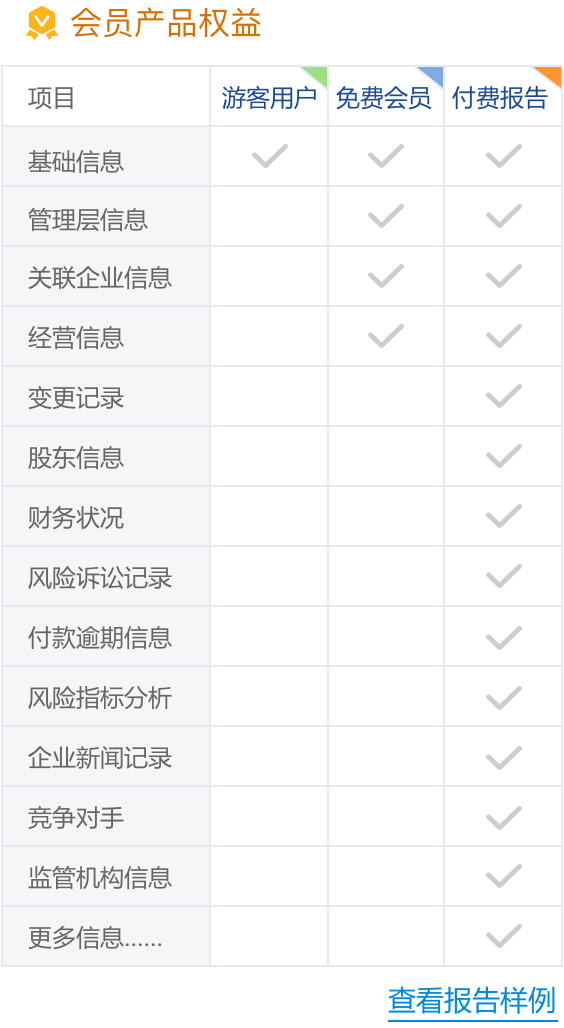 会员产品权益
项目 游客用户 免费会员 付费报告
基础信息
管理层信息
关联企业信息
经营信息
变更记录
股东信息
财务状况
风险诉讼记录
付款逾期信息
风险指标分析
企业新闻记录
竞争对手
监管机构信息
更多信息......
查看报告样例